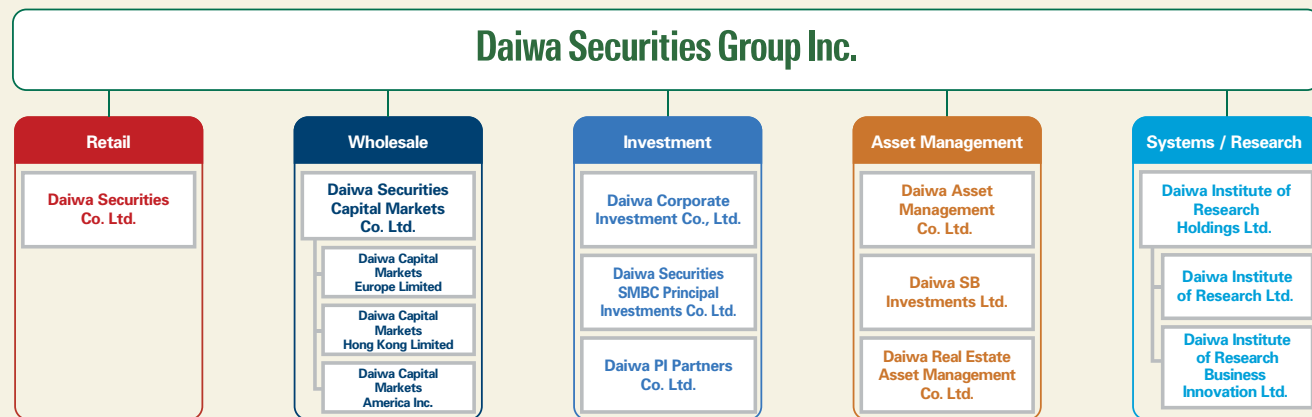 Daiwa Securities Group Inc.
Retail
Daiwa Securities
Co. Ltd.
Wholesale
Daiwa Securities
Capital Markets
Co. Ltd.
Daiwa Capital
Markets
Europe Limited
Daiwa Capital
Markets
Hong Kong Limited
Daiwa Capital
Markets
America Inc.
Investment
Daiwa Corporate
Investment Co., Ltd.
Daiwa Securities
SMBC Principal
Investments Co. Ltd.
Daiwa PI Partners
Co. Ltd.
Asset Management
Daiwa Asset
Management
Co. Ltd.
Daiwa SB
Investments Ltd.
Daiwa Real Estate
Asset Management
Co. Ltd.
Systems / Research
Daiwa Institute of
Research
Holdings Ltd.
Daiwa Institute
of Research Ltd.
Daiwa Institute
of Research
Business
Innovation Ltd.